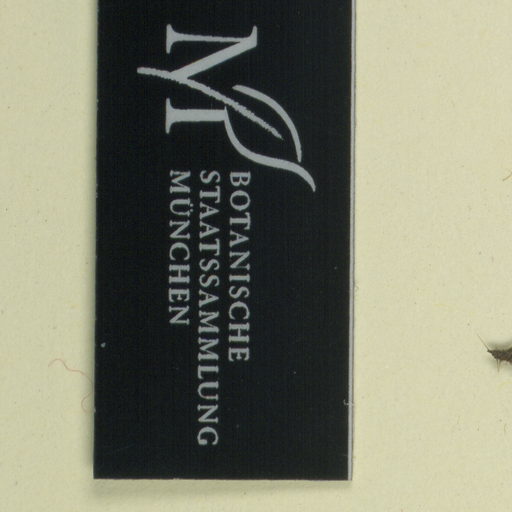 M
BOTANISCHE
STAATSSAMMLUNG
MÜNCHEN